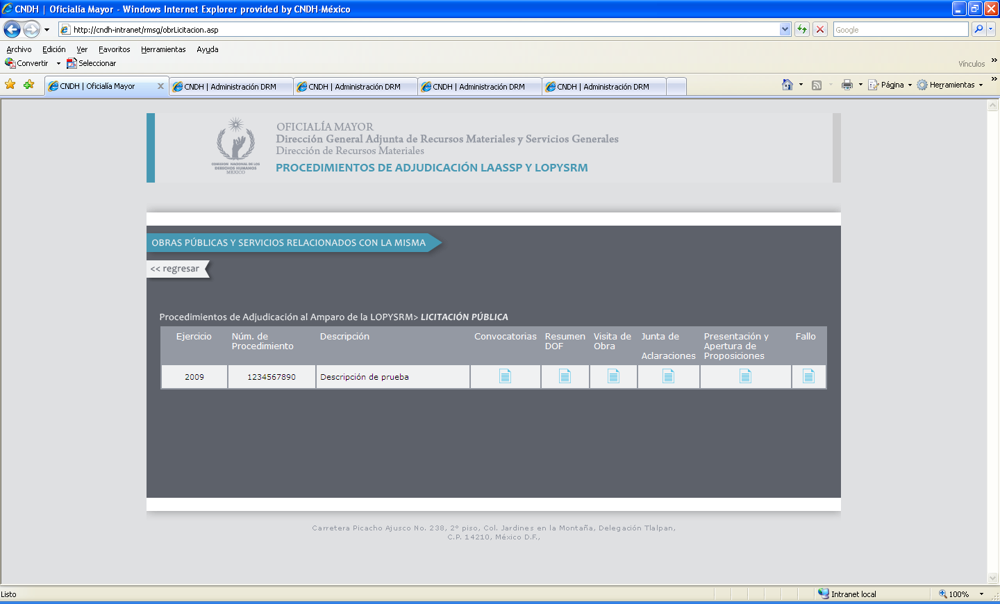 CNDH | Oficialía Mayor - Windows Internet Explorer provided by CNDH-México
http://cndh-intranet/rmsg/obrLicitacion.asp
Google
Archivo Edición Ver Favoritos Herramientas Ayuda
Convertir Seleccionar
Vínculos »
CNDH | Oficialía Mayor CNDH | Administración DRM CNDH | Administración DRM CNDH | Administración DRM CNDH | Administración DRM Página Herramientas »
OFICIALÍA MAYOR
Dirección General Adjunta de Recursos Materiales y Servicios Generales
Dirección de Recursos Materiales
PROCEDIMIENTOS DE ADJUDICACIÓN LAASSP Y LOPYSRM
COMISION NACIONAL DE LOS
DERECHOS HUMANOS
MEXICO
OBRAS PÚBLICAS Y SERVICIOS RELACIONADOS CON LA MISMA
<< regresar
Procedimientos de Adjudicación al Amparo de la LOPYSRM> LICITACIÓN PÚBLICA
Ejercicio Núm. de Procedimiento Descripción Convocatorias Resumen DOF Visita de Obra Junta de Aclaraciones Presentación y Apertura de Proposiciones Fallo
2009 1234567890 Descripción de prueba
Carretera Picacho Ajusco No. 238, 2° piso, Col. Jardines en la Montaña, Delegación Tlalpan,
C.P. 14210, México D.F.,
Listo Intranet local 100%